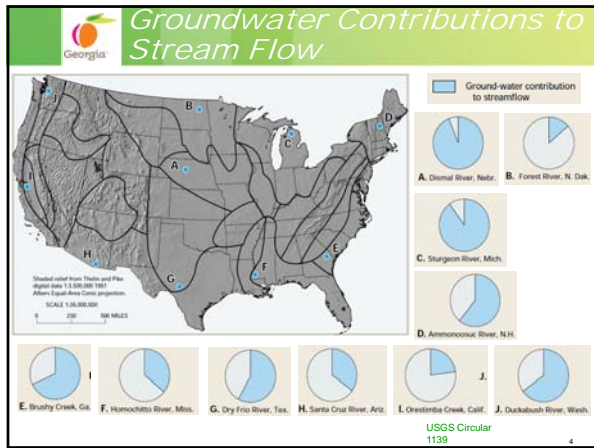 Groundwater Contributions to
Stream Flow
Georgia
J
B
D
C
A
I
E
H
F
G
Shaded relief from Thelin and Pike
digital data 1:3,500,000 1991
Albers Equal-Area Conic projection.
SCALE 1:26,000,000
0 250 500 MILES
Ground-water contribution
to streamflow
A. Dismal River, Nebr.
B. Forest River, N. Dak.
C. Sturgeon River, Mich.
D. Ammonoosuc River, N.H.
J.
E. Brushy Creek, Ga.
F. Homochitto River, Miss.
G. Dry Frio River, Tex.
H. Santa Cruz River, Ariz.
I. Orestimba Creek, Calif.
J. Duckabush River, Wash.
USGS Circular
1139
4